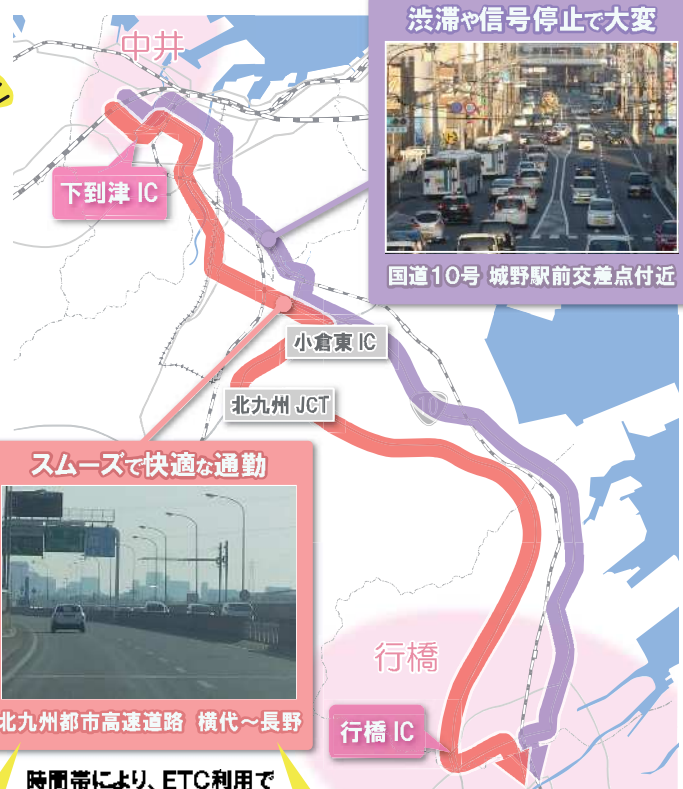 渋滞や信号停止で大変
中井
下到津 IC
国道10号 城野駅前交差点付近
小倉東 IC
北九州 JCT
10
スムーズで快適な通勤
北九州都市高速道路 横代～長野
行橋
行橋 IC
時間帯により、ETC利用で